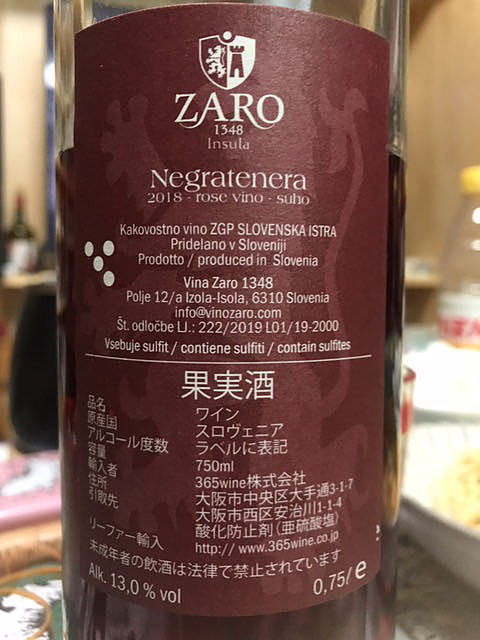 ZARO
1348
Insula
Negratenera
2018 - rose vino - suho
Kakovostno vino ZGP SLOVENSKA ISTRA
Pridelano v Sloveniji
Prodotto / produced in Slovenia
Vina Zaro 1348
Polje 12/a Izola-Isola, 6310 Slovenia
info@vinozaro.com
Št. odločbe LJ.: 222/2019 L01/19-2000
Vsebuje sulfit / contiene sulfiti / contain sulfites
果実酒
品名 ワイン
原産国 スロヴェニア
アルコール度数 ラベルに表記
容量 750ml
輸入者 365wine株式会社
住所 大阪市中央区大手通3-1-7
引取先 大阪市西区安治川1-1-4
酸化防止剤(亜硫酸塩)
リーファー輸入 http://www.365wine.co.jp
未成年者の飲酒は法律で禁止されています
Alk. 13,0 % vol 0,75ℓ e